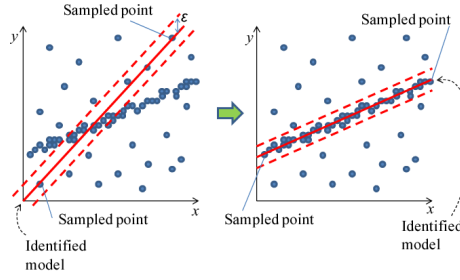 Sampled point
ε
y
x
Sampled point
Identified
model
Sampled point
y
x
Sampled point
Identified
model